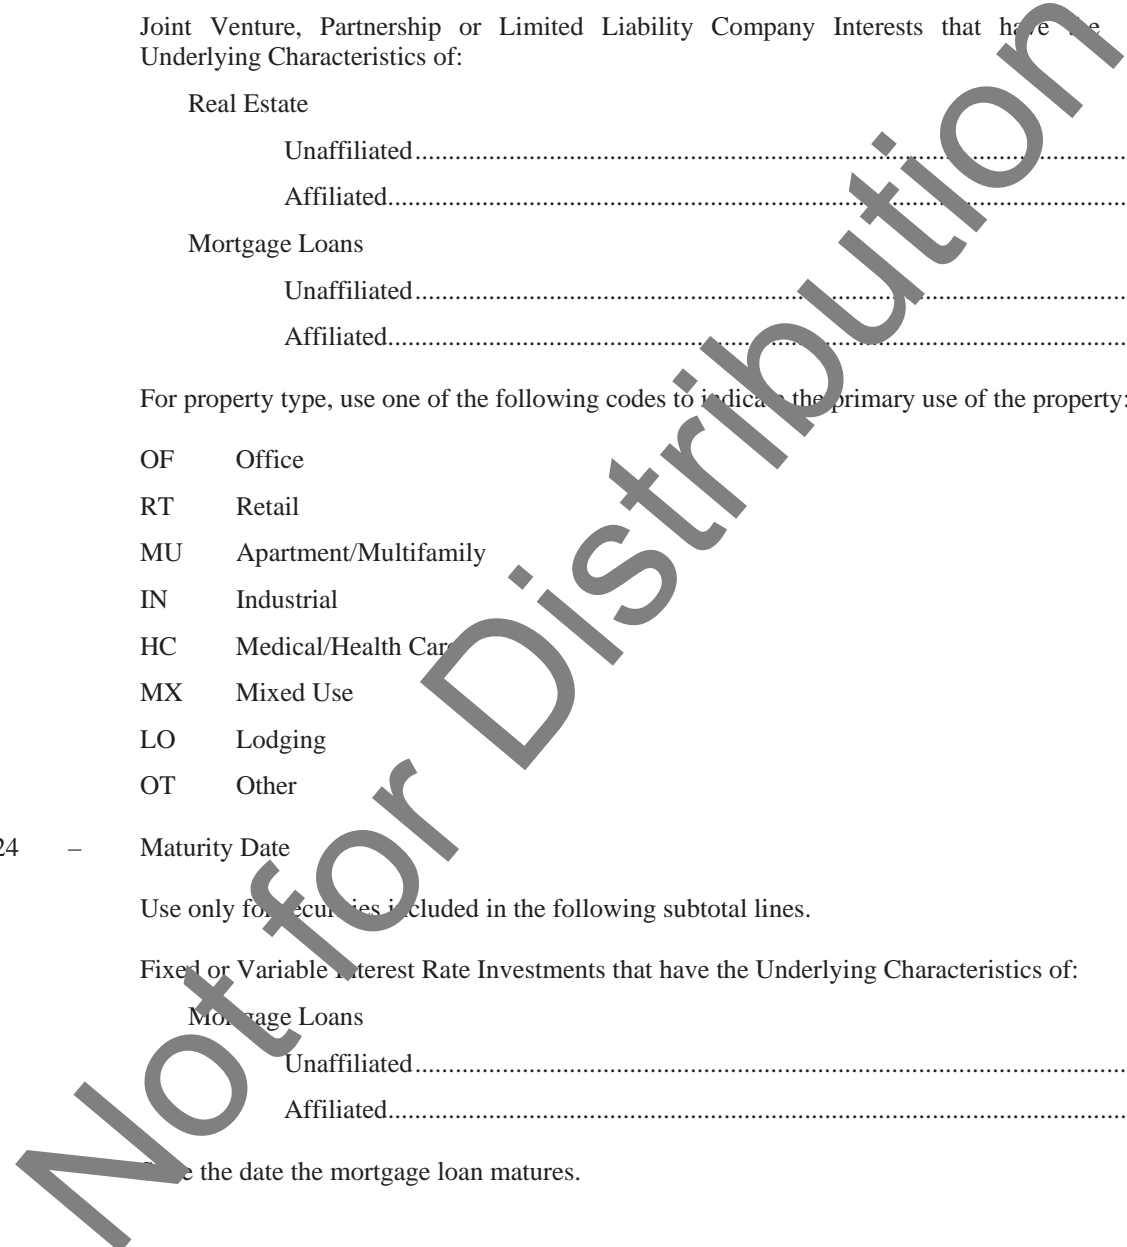 Joint Venture, Partnership or Limited Liability Company Interests that have the
Underlying Characteristics of:
Real Estate
Unaffiliated................................................................................................................
Affiliated....................................................................................................................
Mortgage Loans
Unaffiliated................................................................................................................
Affiliated....................................................................................................................
For property type, use one of the following codes to indicate the primary use of the property:
OF Office
RT Retail
MU Apartment/Multifamily
IN Industrial
HC Medical/Health Care
MX Mixed Use
LO Lodging
OT Other
24 – Maturity Date
Use only for securities included in the following subtotal lines.
Fixed or Variable Interest Rate Investments that have the Underlying Characteristics of:
Mortgage Loans
Unaffiliated................................................................................................................
Affiliated....................................................................................................................
State the date the mortgage loan matures.
Not for Distribution